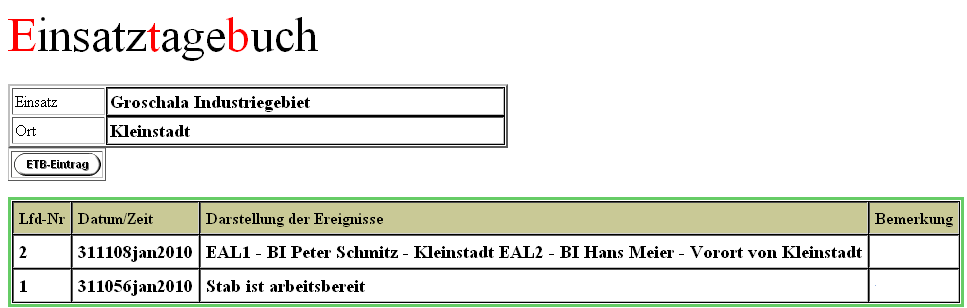 Einsatztagebuch
Einsatz Groschala Industriegebiet
Ort Kleinstadt
ETB-Eintrag
Lfd-Nr Datum/Zeit Darstellung der Ereignisse Bemerkung
2 311108jan2010 EAL1 - BI Peter Schmitz - Kleinstadt EAL2 - BI Hans Meier - Vorort von Kleinstadt
1 311056jan2010 Stab ist arbeitsbereit